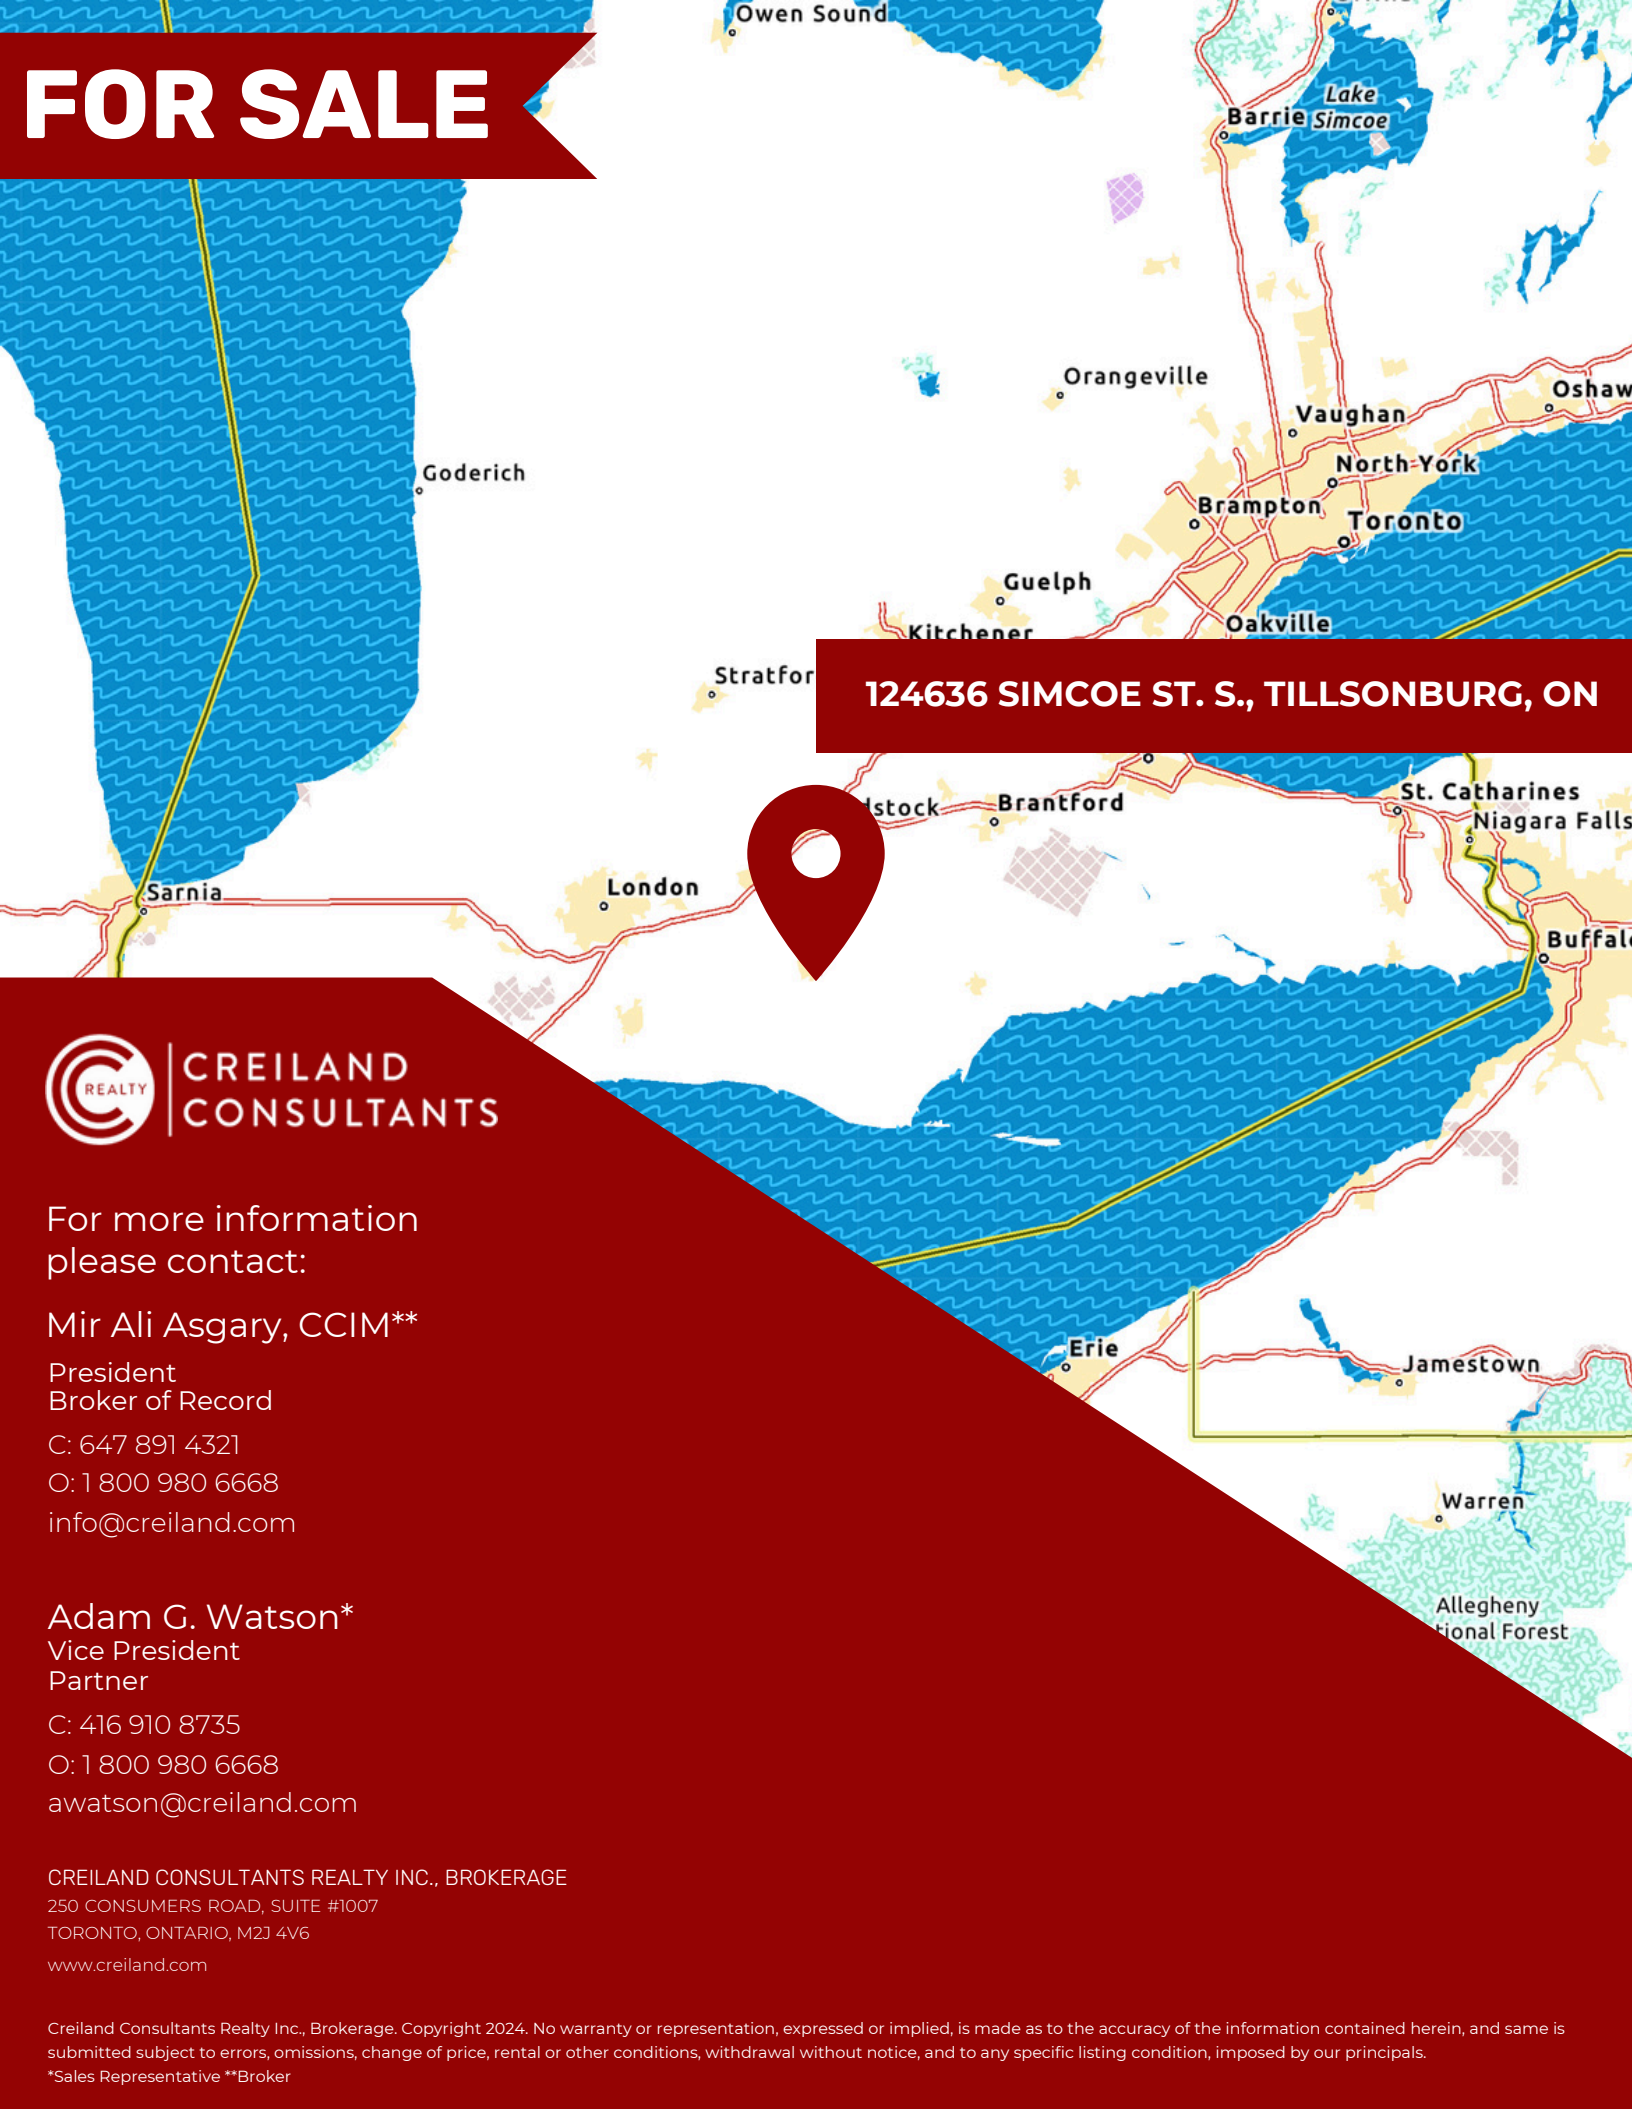 Owen Sound
FOR SALE
Lake
Simcoe
Barrie
Orangeville
Vaughan
Goderich
North York
Brampton
Toronto
Guelph
Oakville
Kitchener
Stratfor
124636 SIMCOE ST. S., TILLSONBURG, ON
St. Catharines
Brantford
dstock
Niagara Falls
London
Sarnia
Oshaw
Buffal
CREILAND
CONSULTANTS
REALTY
For more information
please contact:
Mir Ali Asgary, CCIM**
President
Broker of Record
C: 647 891 4321
O: 1 800 980 6668
info@creiland.com
Erie
Jamestown
Warren
Allegheny
tional Forest
Adam G. Watson*
Vice President
Partner
C: 416 910 8735
O: 1 800 980 6668
awatson@creiland.com
CREILAND CONSULTANTS REALTY INC., BROKERAGE
250 CONSUMERS ROAD, SUITE #1007
TORONTO, ONTARIO, M2J 4V6
www.creiland.com
Creiland Consultants Realty Inc., Brokerage. Copyright 2024. No warranty or representation, expressed or implied, is made as to the accuracy of the information contained herein, and same is
submitted subject to errors, omissions, change of price, rental or other conditions, withdrawal without notice, and to any specific listing condition, imposed by our principals.
*Sales Representative **Broker